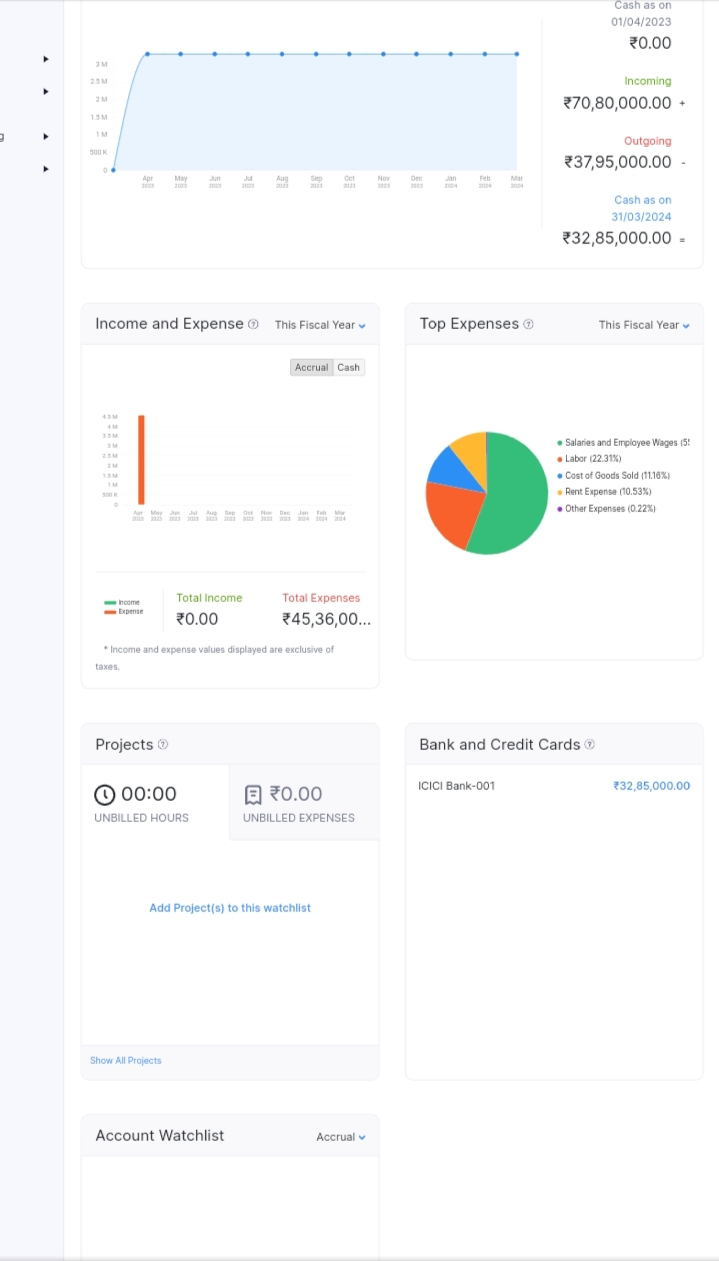 Cash as on
01/04/2023
₹0.00
Incoming
₹70,80,000.00 +
Outgoing
₹37,95,000.00 -
Cash as on
31/03/2024
₹32,85,000.00 =
3 M
2.5 M
2 M
1.5 M
1 M
500 K
0
Apr May Jun Jul Aug Sep Oct Nov Dec Jan Feb Mar
2023 2023 2023 2023 2023 2023 2023 2023 2023 2024 2024 2024
g
Income and Expense This Fiscal Year
Accrual Cash
4.5 M
4 M
3.5 M
3 M
2.5 M
2 M
1.5 M
1 M
500 K
0
Apr May Jun Jul Aug Sep Oct Nov Dec Jan Feb Mar
2023 2023 2023 2023 2023 2023 2023 2023 2023 2024 2024 2024
Income
Expense
Total Income
₹0.00
Total Expenses
₹45,36,00...
* Income and expense values displayed are exclusive of
taxes.
Top Expenses This Fiscal Year
Salaries and Employee Wages (5
Labor (22.31%)
Cost of Goods Sold (11.16%)
Rent Expense (10.53%)
Other Expenses (0.22%)
Projects
00:00
UNBILLED HOURS
₹0.00
UNBILLED EXPENSES
Add Project(s) to this watchlist
Show All Projects
Bank and Credit Cards
ICICI Bank-001 ₹32,85,000.00
Account Watchlist Accrual